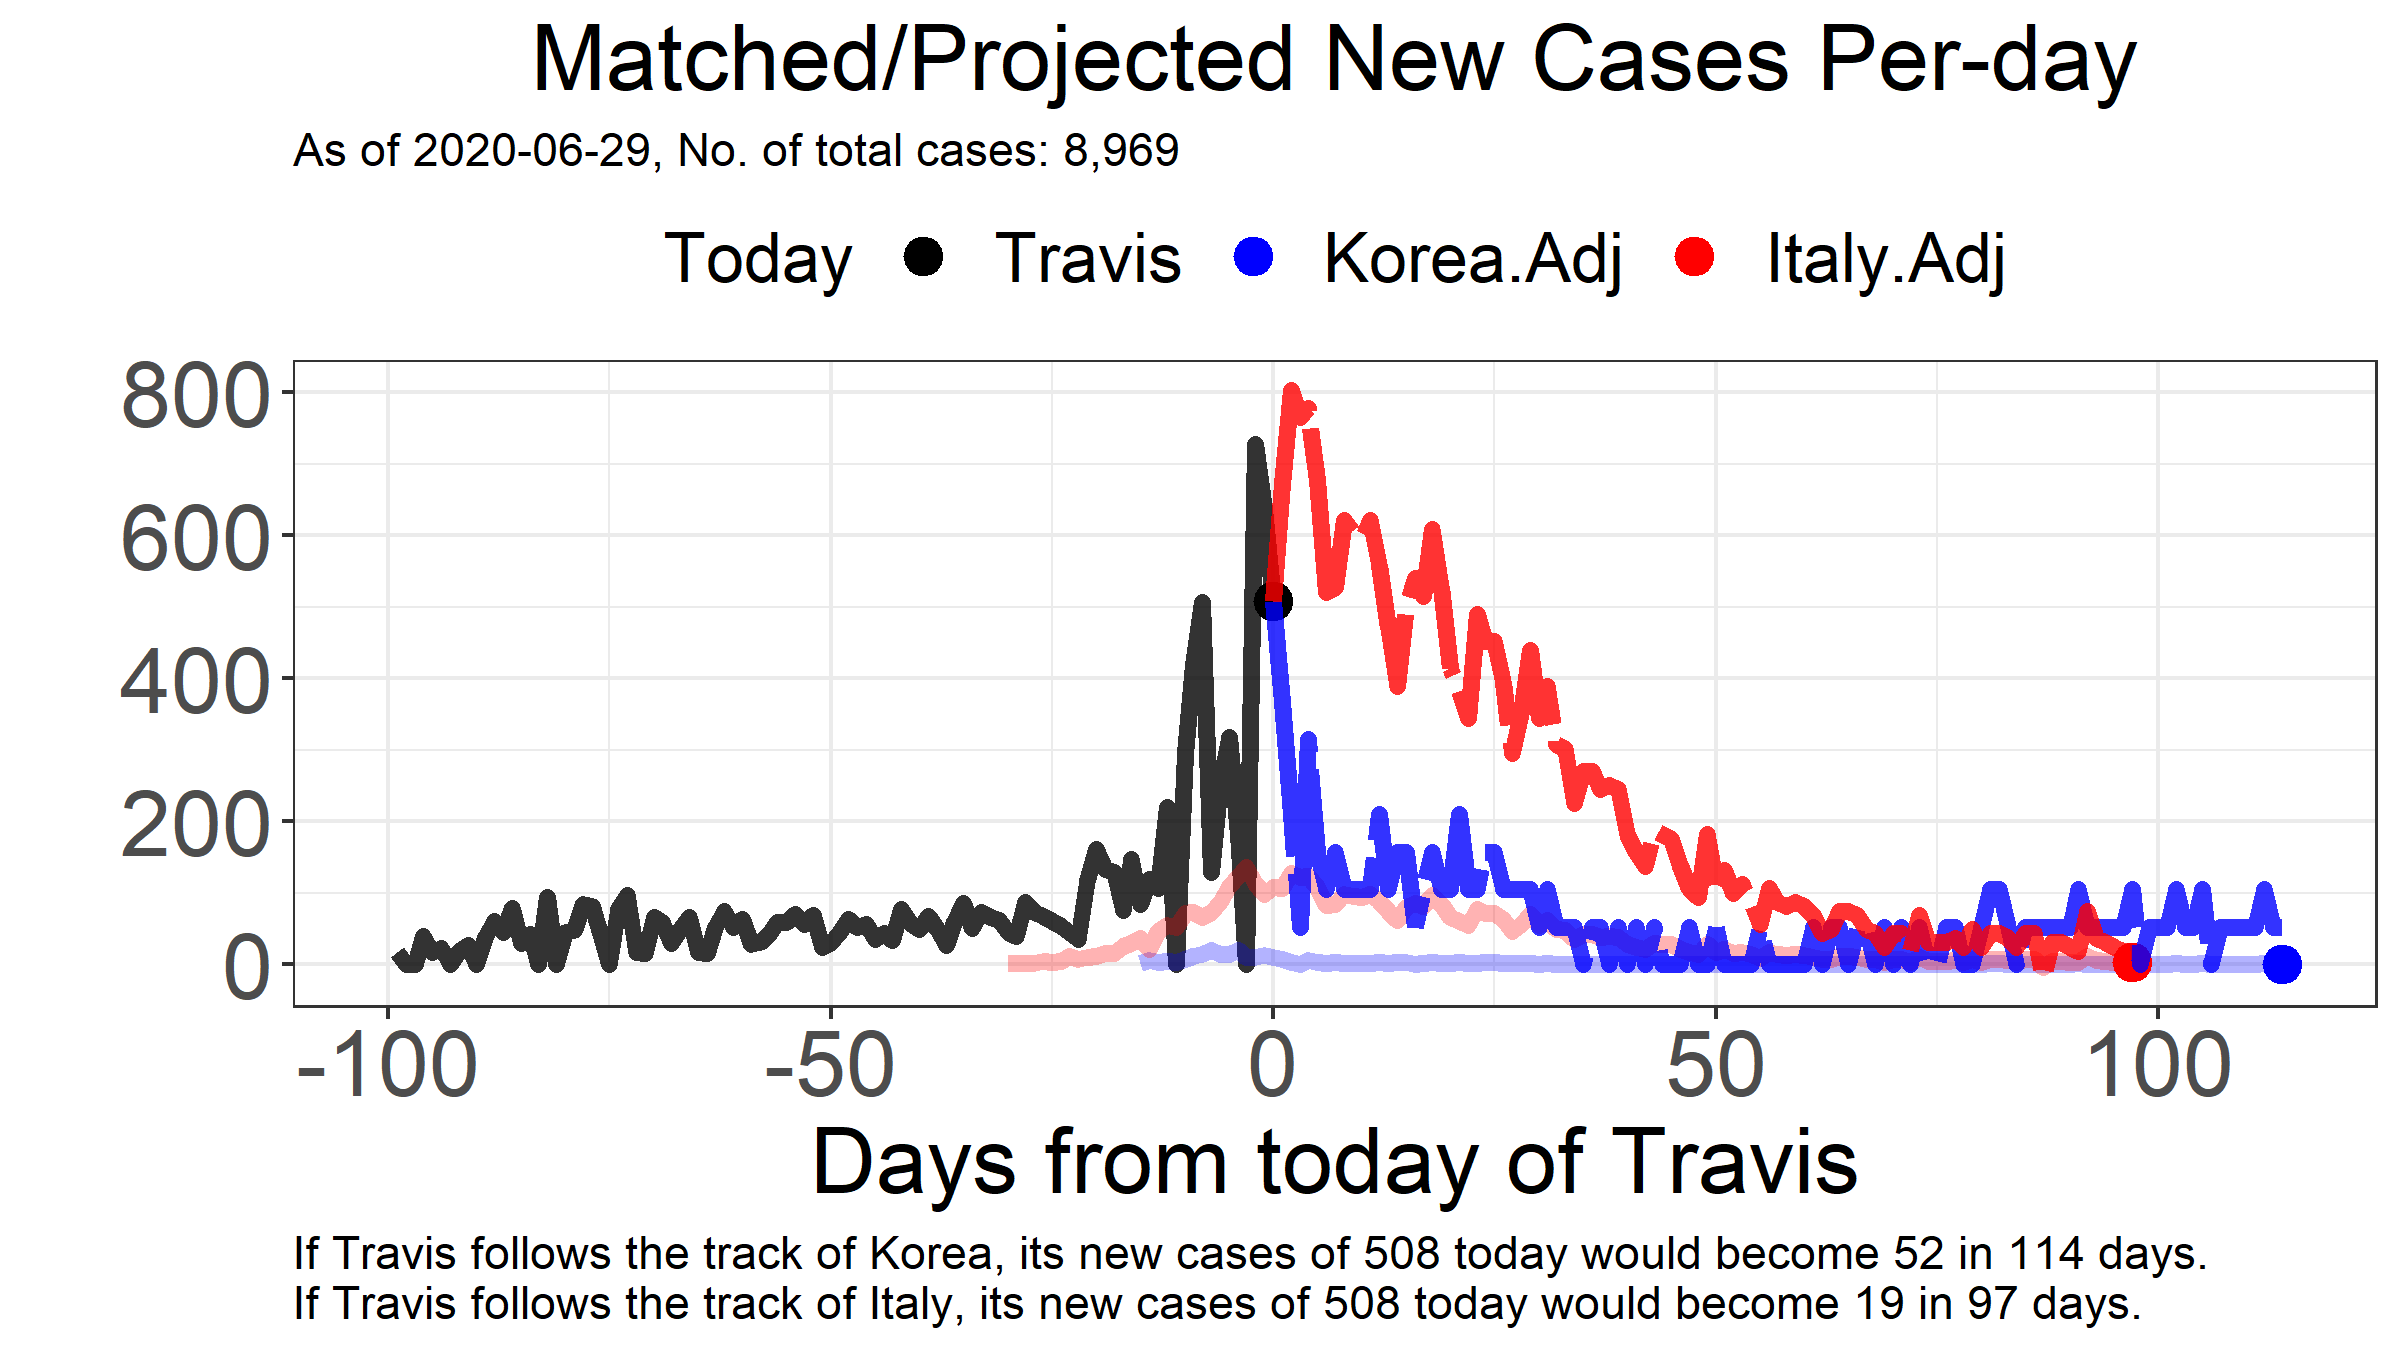 Matched/Projected New Cases Per-day
As of 2020-06-29, No. of total cases: 8,969
Today Travis Korea.Adj Italy.Adj
800
600
400
200
0
-100 -50 0 50 100
Days from today of Travis
If Travis follows the track of Korea, its new cases of 508 today would become 52 in 114 days.
If Travis follows the track of Italy, its new cases of 508 today would become 19 in 97 days.